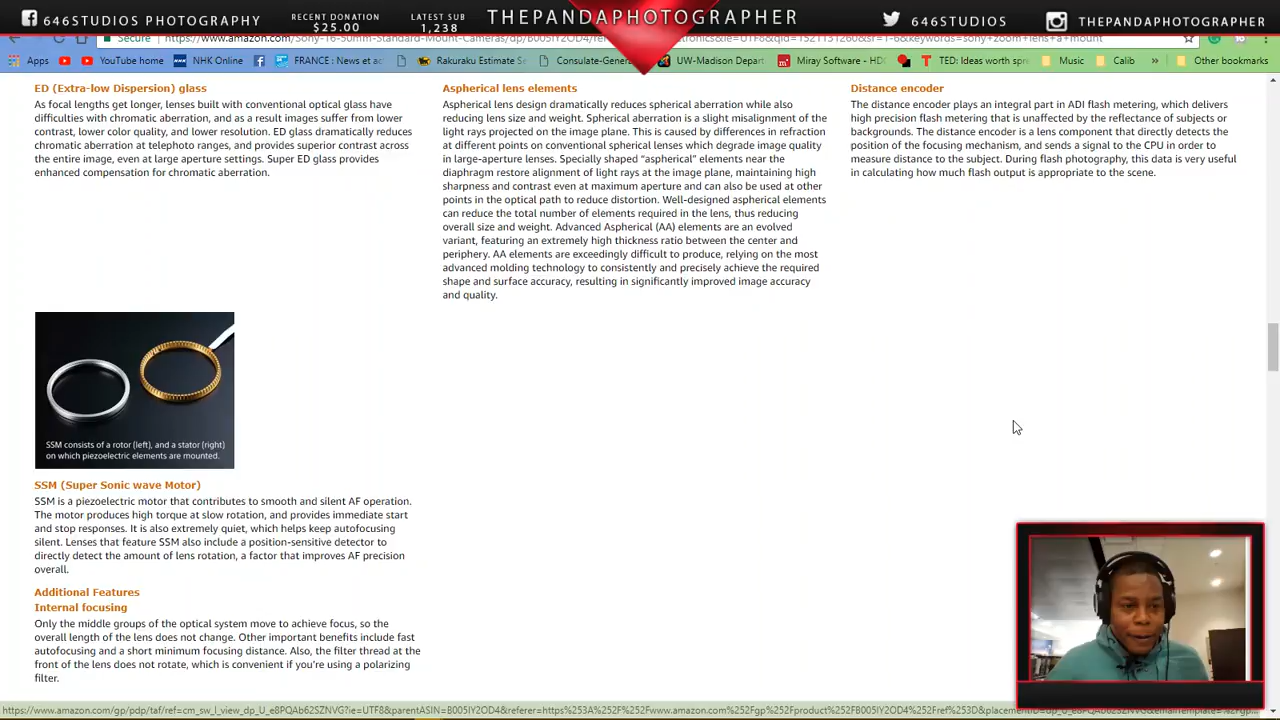 646STUDIOS PHOTOGRAPHY
RECENT DONATION
$25.00
LATEST SUB
1,238
THEPANDAPHOTOGRAPHER
646STUDIOS
THEPANDAPHOTOGRAPHER
Secure
Apps
YouTube home
NHK Online
FRANCE : News et ac
Rakuraku Estimate Se
Consulate-Gener
UW-Madison Depart
Miray Software - HDC
TED: Ideas worth spre
Music
Calib
Other bookmarks
ED (Extra-low Dispersion) glass
As focal lengths get longer, lenses built with conventional optical glass have
difficulties with chromatic aberration, and as a result images suffer from lower
contrast, lower color quality, and lower resolution. ED glass dramatically reduces
chromatic aberration at telephoto ranges, and provides superior contrast across
the entire image, even at large aperture settings. Super ED glass provides
enhanced compensation for chromatic aberration.
Aspherical lens elements
Aspherical lens design dramatically reduces spherical aberration while also
reducing lens size and weight. Spherical aberration is a slight misalignment of the
light rays projected on the image plane. This is caused by differences in refraction
at different points on conventional spherical lenses which degrade image quality
in large-aperture lenses. Specially shaped “aspherical” elements near the
diaphragm restore alignment of light rays at the image plane, maintaining high
sharpness and contrast even at maximum aperture and can also be used at other
points in the optical path to reduce distortion. Well-designed aspherical elements
can reduce the total number of elements required in the lens, thus reducing
overall size and weight. Advanced Aspherical (AA) elements are an evolved
variant, featuring an extremely high thickness ratio between the center and
periphery. AA elements are exceedingly difficult to produce, relying on the most
advanced molding technology to consistently and precisely achieve the required
shape and surface accuracy, resulting in significantly improved image accuracy
and quality.
Distance encoder
The distance encoder plays an integral part in ADI flash metering, which delivers
high precision flash metering that is unaffected by the reflectance of subjects or
backgrounds. The distance encoder is a lens component that directly detects the
position of the focusing mechanism, and sends a signal to the CPU in order to
measure distance to the subject. During flash photography, this data is very useful
in calculating how much flash output is appropriate to the scene.
SSM consists of a rotor (left), and a stator (right)
on which piezoelectric elements are mounted.
SSM (Super Sonic wave Motor)
SSM is a piezoelectric motor that contributes to smooth and silent AF operation.
The motor produces high torque at slow rotation, and provides immediate start
and stop responses. It is also extremely quiet, which helps keep autofocusing
silent. Lenses that feature SSM also include a position-sensitive detector to
directly detect the amount of lens rotation, a factor that improves AF precision
overall.
Additional Features
Internal focusing
Only the middle groups of the optical system move to achieve focus, so the
overall length of the lens does not change. Other important benefits include fast
autofocusing and a short minimum focusing distance. Also, the filter thread at the
front of the lens does not rotate, which is convenient if you’re using a polarizing
filter.